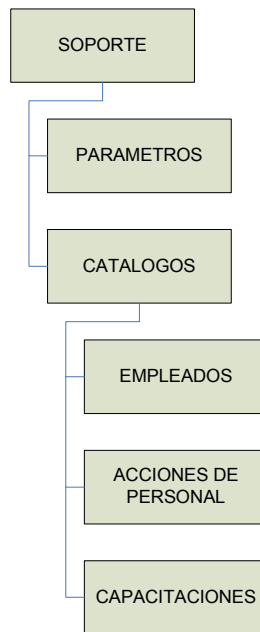 SOPORTE
PARAMETROS
CATALOGOS
EMPLEADOS
ACCIONES DE
PERSONAL
CAPACITACIONES